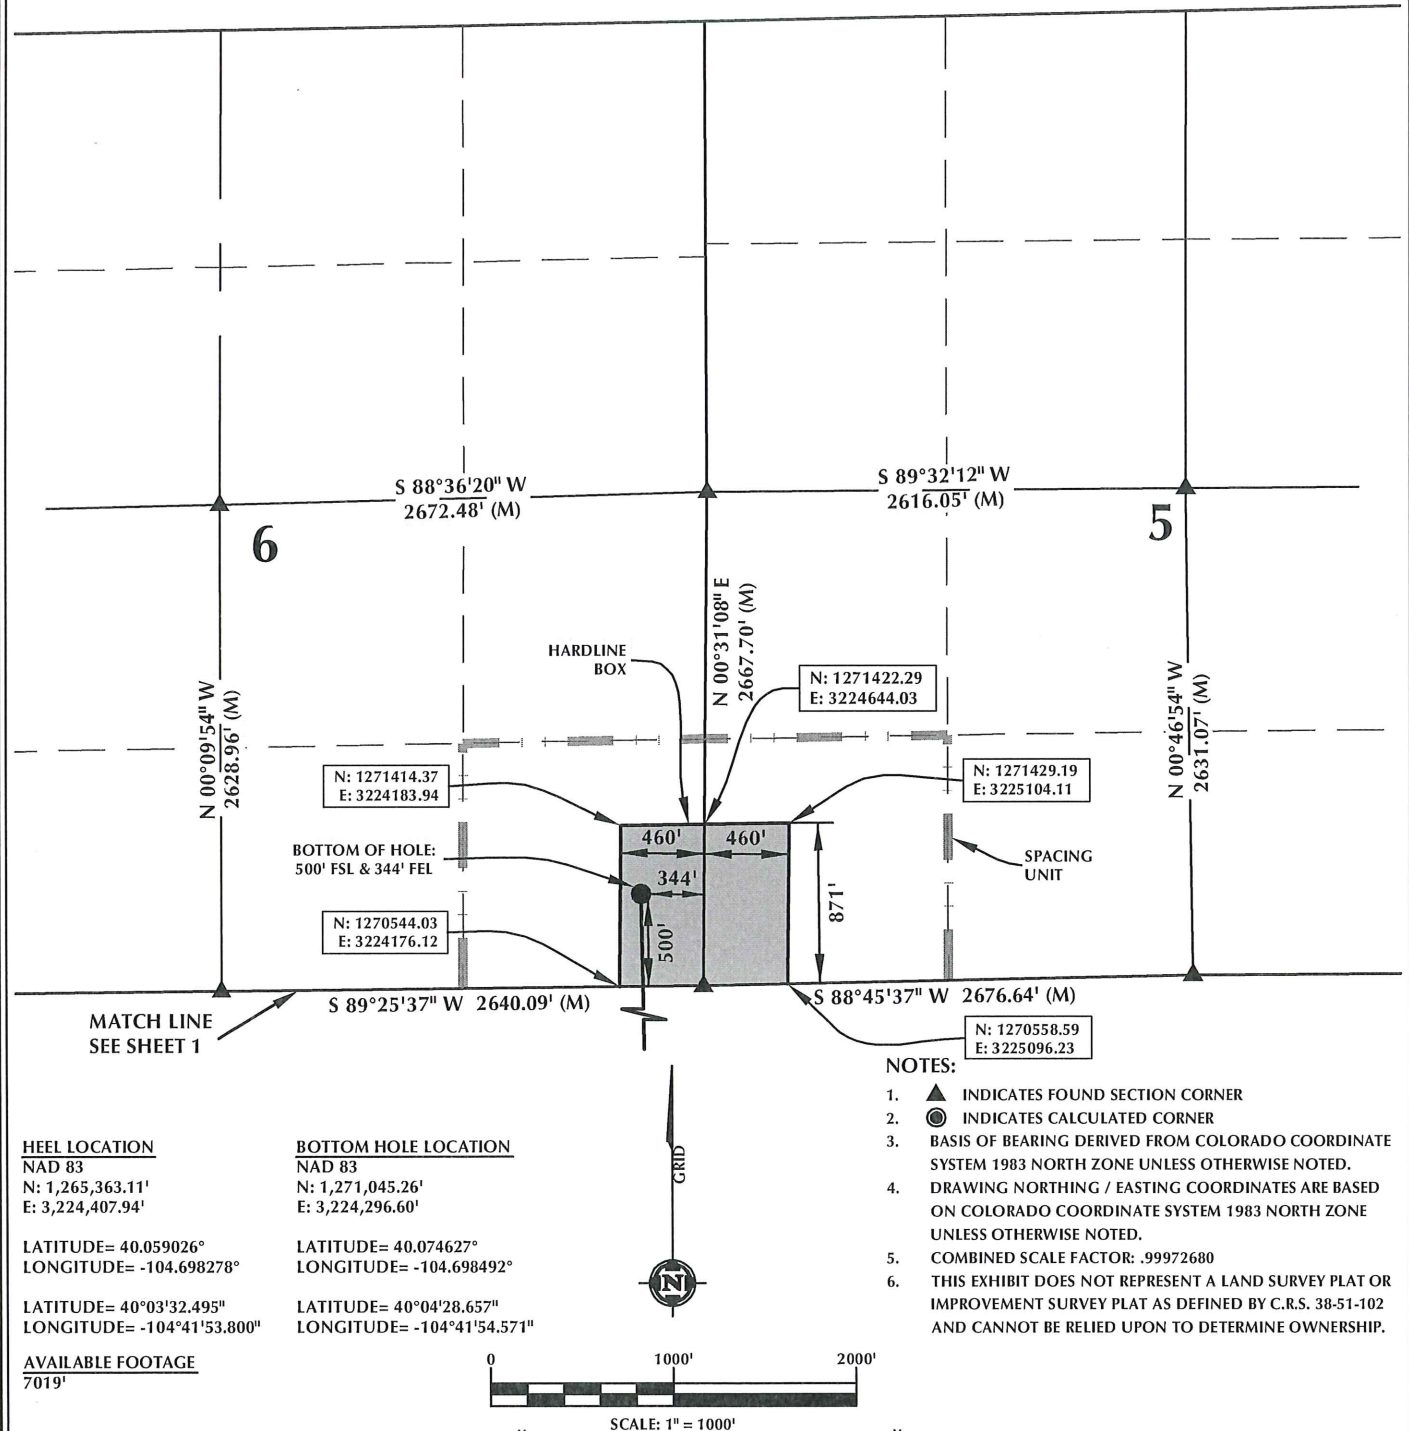 S 88°36'20" W
2672.48' (M)
S 89°32'12" W
2616.05' (M)
6
5
N 00°31'08" E
2667.70' (M)
HARDLINE
BOX
N: 1271422.29
E: 3224644.03
N 00°09'54" W
2628.96' (M)
N 00°46'54" W
2631.07' (M)
N: 1271414.37
E: 3224183.94
N: 1271429.19
E: 3225104.11
460'
460'
BOTTOM OF HOLE:
500' FSL & 344' FEL
344'
SPACING
UNIT
871'
N: 1270544.03
E: 3224176.12
500'
S 89°25'37" W 2640.09' (M)
S 88°45'37" W 2676.64' (M)
MATCH LINE
SEE SHEET 1
N: 1270558.59
E: 3225096.23
NOTES:
1. INDICATES FOUND SECTION CORNER
2. INDICATES CALCULATED CORNER
3. BASIS OF BEARING DERIVED FROM COLORADO COORDINATE
SYSTEM 1983 NORTH ZONE UNLESS OTHERWISE NOTED.
4. DRAWING NORTHING / EASTING COORDINATES ARE BASED
ON COLORADO COORDINATE SYSTEM 1983 NORTH ZONE
UNLESS OTHERWISE NOTED.
5. COMBINED SCALE FACTOR: .99972680
6. THIS EXHIBIT DOES NOT REPRESENT A LAND SURVEY PLAT OR
IMPROVEMENT SURVEY PLAT AS DEFINED BY C.R.S. 38-51-102
AND CANNOT BE RELIED UPON TO DETERMINE OWNERSHIP.
GRID
N
HEEL LOCATION
NAD 83
N: 1,265,363.11'
E: 3,224,407.94'
LATITUDE= 40.059026°
LONGITUDE= -104.698278°
LATITUDE= 40°03'32.495"
LONGITUDE= -104°41'53.800"
AVAILABLE FOOTAGE
7019'
BOTTOM HOLE LOCATION
NAD 83
N: 1,271,045.26'
E: 3,224,296.60'
LATITUDE= 40.074627°
LONGITUDE= -104.698492°
LATITUDE= 40°04'28.657"
LONGITUDE= -104°41'54.571"
0 1000' 2000'
SCALE: 1" = 1000'